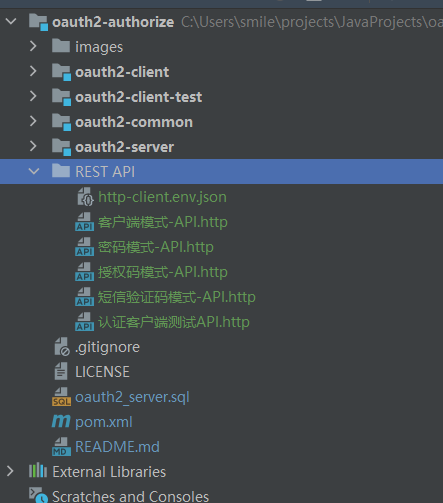 oauth2-authorize C:\Users\smile\projects\JavaProjects\oa
images
oauth2-client
oauth2-client-test
oauth2-common
oauth2-server
REST API
http-client.env.json
API 客户端模式-API.http
API 密码模式-API.http
API 授权码模式-API.http
API 短信验证码模式-API.http
API 认证客户端测试API.http
.gitignore
LICENSE
SQL oauth2_server.sql
m pom.xml
MD README.md
External Libraries
Scratches and Consoles